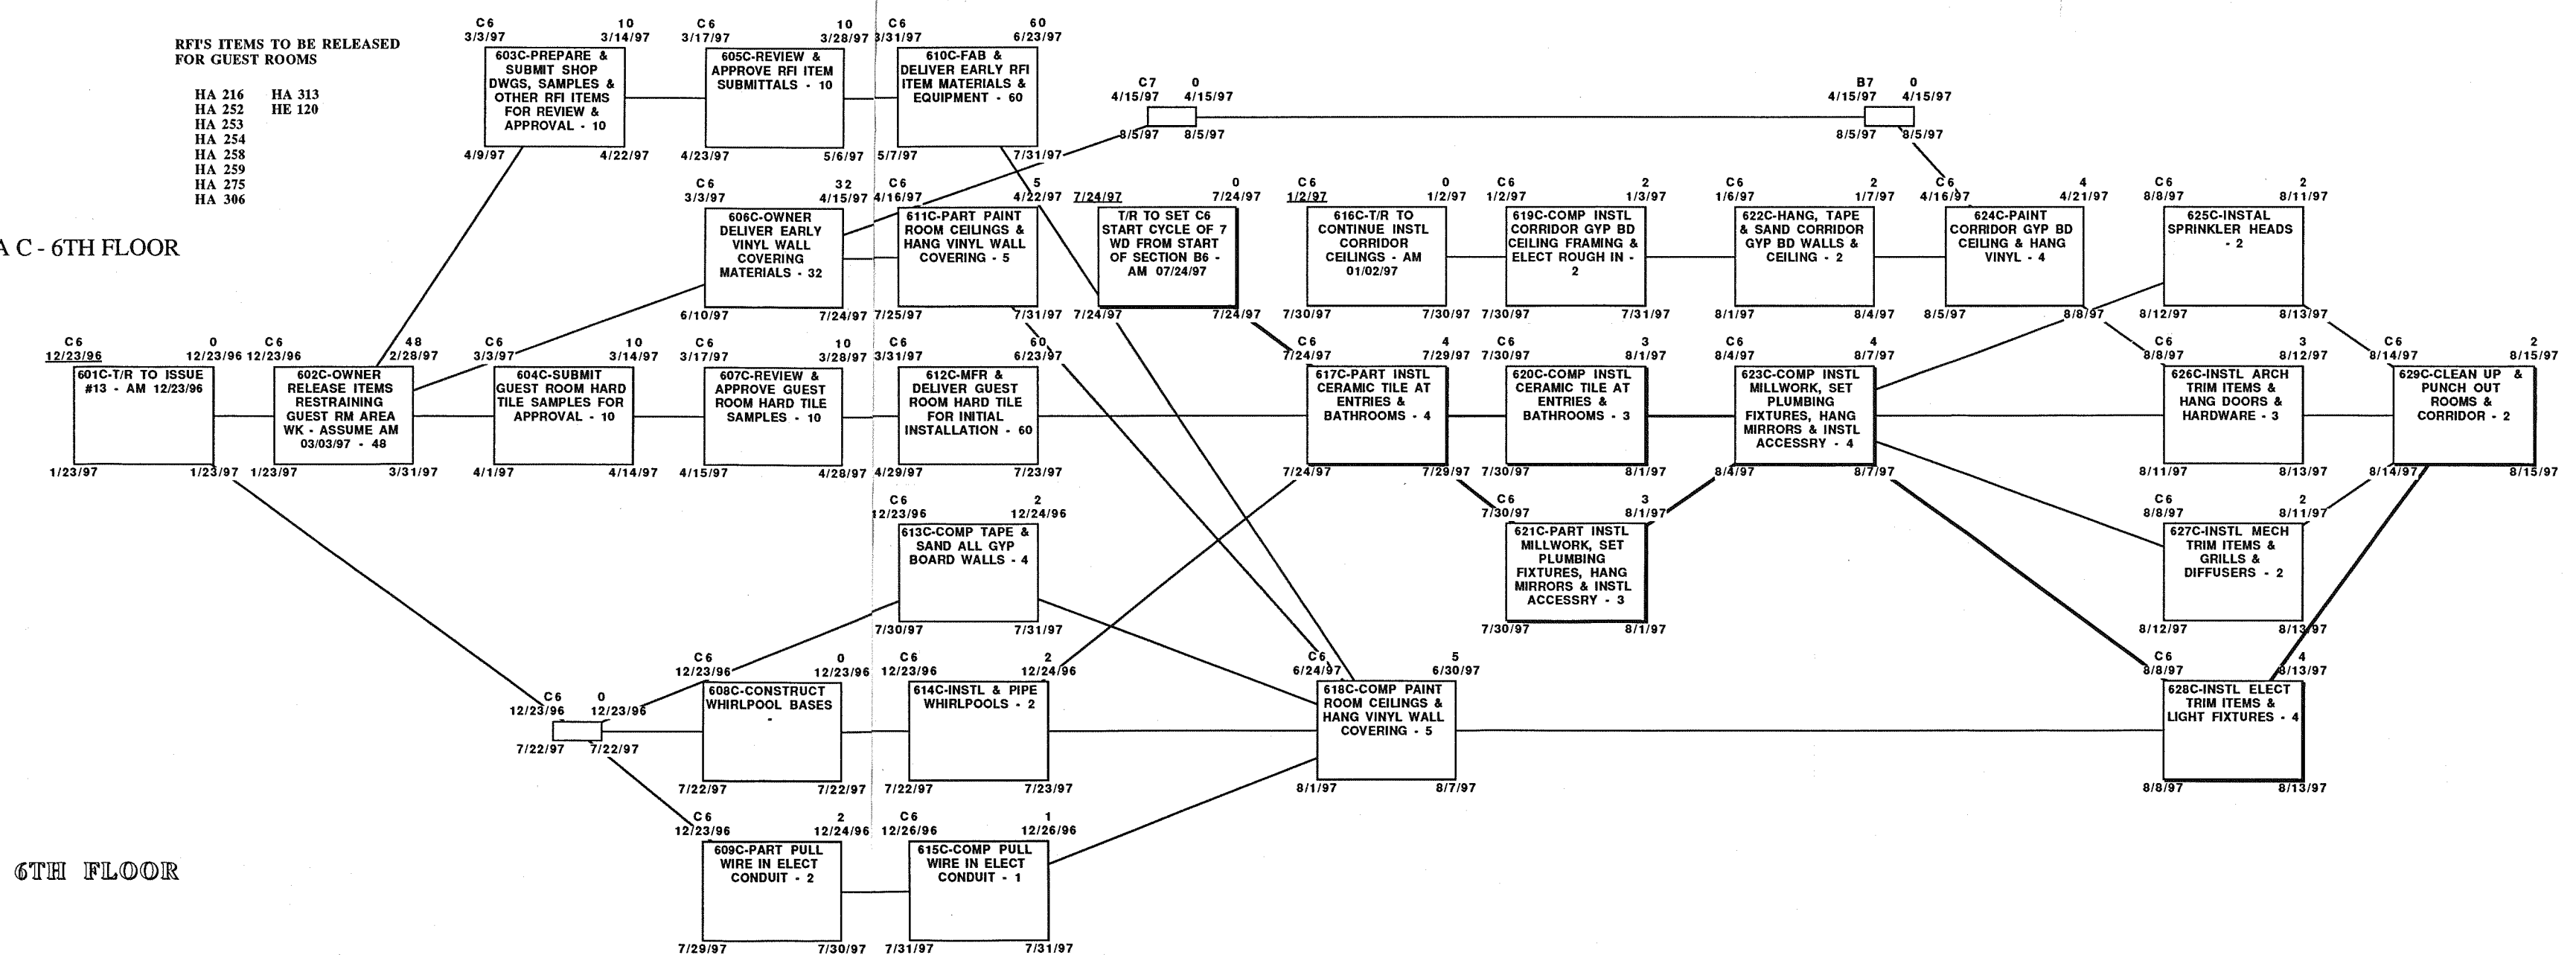 RFI'S ITEMS TO BE RELEASED
FOR GUEST ROOMS
HA 216 HA 313
HA 252 HE 120
HA 253
HA 254
HA 258
HA 259
HA 275
HA 306
A C - 6TH FLOOR
6TH FLOOR
C6 10
3/3/97 3/14/97
603C-PREPARE &
SUBMIT SHOP
DWGS, SAMPLES &
OTHER RFI ITEMS
FOR REVIEW &
APPROVAL - 10
4/9/97 4/22/97
C6 10
3/17/97 3/28/97
605C-REVIEW &
APPROVE RFI ITEM
SUBMITTALS - 10
4/23/97 5/6/97
C6 60
3/31/97 6/23/97
610C-FAB &
DELIVER EARLY RFI
ITEM MATERIALS &
EQUIPMENT - 60
5/7/97 7/31/97
C7 0
4/15/97 4/15/97
8/5/97 8/5/97
B7 0
4/15/97 4/15/97
8/5/97 8/5/97
C6 32
3/3/97 4/15/97
606C-OWNER
DELIVER EARLY
VINYL WALL
COVERING
MATERIALS - 32
6/10/97 7/24/97
C6 5
4/16/97 4/22/97
611C-PART PAINT
ROOM CEILINGS &
HANG VINYL WALL
COVERING - 5
7/25/97 7/31/97
0
7/24/97 7/24/97
T/R TO SET C6
START CYCLE OF 7
WD FROM START
OF SECTION B6 -
AM 07/24/97
7/24/97 7/24/97
C6 0
1/2/97 1/2/97
616C-T/R TO
CONTINUE INSTL
CORRIDOR
CEILINGS - AM
01/02/97
7/30/97 7/30/97
C6 2
1/2/97 1/3/97
619C-COMP INSTL
CORRIDOR GYP BD
CEILING FRAMING &
ELECT ROUGH IN -
2
7/30/97 7/31/97
C6 2
1/6/97 1/7/97
622C-HANG, TAPE
& SAND CORRIDOR
GYP BD WALLS &
CEILING - 2
8/1/97 8/4/97
C6 4
4/16/97 4/21/97
624C-PAINT
CORRIDOR GYP BD
CEILING & HANG
VINYL - 4
8/5/97 8/8/97
C6 2
8/8/97 8/11/97
625C-INSTAL
SPRINKLER HEADS
- 2
8/12/97 8/13/97
C6 0
12/23/96 12/23/96
601C-T/R TO ISSUE
#13 - AM 12/23/96
1/23/97 1/23/97
C6 48
12/23/96 2/28/97
602C-OWNER
RELEASE ITEMS
RESTRAINING
GUEST RM AREA
WK - ASSUME AM
03/03/97 - 48
1/23/97 3/31/97
C6 10
3/3/97 3/14/97
604C-SUBMIT
GUEST ROOM HARD
TILE SAMPLES FOR
APPROVAL - 10
4/1/97 4/14/97
C6 10
3/17/97 3/28/97
607C-REVIEW &
APPROVE GUEST
ROOM HARD TILE
SAMPLES - 10
4/15/97 4/28/97
C6 60
3/31/97 6/23/97
612C-MFR &
DELIVER GUEST
ROOM HARD TILE
FOR INITIAL
INSTALLATION - 60
4/29/97 7/23/97
C6 4
7/24/97 7/29/97
617C-PART INSTL
CERAMIC TILE AT
ENTRIES &
BATHROOMS - 4
7/24/97 7/29/97
C6 3
7/30/97 8/1/97
620C-COMP INSTL
CERAMIC TILE AT
ENTRIES &
BATHROOMS - 3
7/30/97 8/1/97
C6 4
8/4/97 8/7/97
623C-COMP INSTL
MILLWORK, SET
PLUMBING
FIXTURES, HANG
MIRRORS & INSTL
ACCESSRY - 4
8/4/97 8/7/97
C6 3
8/8/97 8/12/97
626C-INSTL ARCH
TRIM ITEMS &
HANG DOORS &
HARDWARE - 3
8/11/97 8/13/97
C6 2
8/14/97 8/15/97
629C-CLEAN UP &
PUNCH OUT
ROOMS &
CORRIDOR - 2
8/14/97 8/15/97
C6 2
12/23/96 12/24/96
613C-COMP TAPE &
SAND ALL GYP
BOARD WALLS - 4
7/30/97 7/31/97
C6 3
7/30/97 8/1/97
621C-PART INSTL
MILLWORK, SET
PLUMBING
FIXTURES, HANG
MIRRORS & INSTL
ACCESSRY - 3
7/30/97 8/1/97
C6 2
8/8/97 8/11/97
627C-INSTL MECH
TRIM ITEMS &
GRILLS &
DIFFUSERS - 2
8/12/97 8/13/97
C6 0
12/23/96 12/23/96
7/22/97 7/22/97
C6 0
12/23/96 12/23/96
608C-CONSTRUCT
WHIRLPOOL BASES
-
7/22/97 7/22/97
C6 2
12/23/96 12/24/96
614C-INSTL & PIPE
WHIRLPOOLS - 2
7/22/97 7/23/97
C6 5
6/24/97 6/30/97
618C-COMP PAINT
ROOM CEILINGS &
HANG VINYL WALL
COVERING - 5
8/1/97 8/7/97
C6 4
8/8/97 8/13/97
628C-INSTL ELECT
TRIM ITEMS &
LIGHT FIXTURES - 4
8/8/97 8/13/97
C6 2
12/23/96 12/24/96
609C-PART PULL
WIRE IN ELECT
CONDUIT - 2
7/29/97 7/30/97
C6 1
12/26/96 12/26/96
615C-COMP PULL
WIRE IN ELECT
CONDUIT - 1
7/31/97 7/31/97